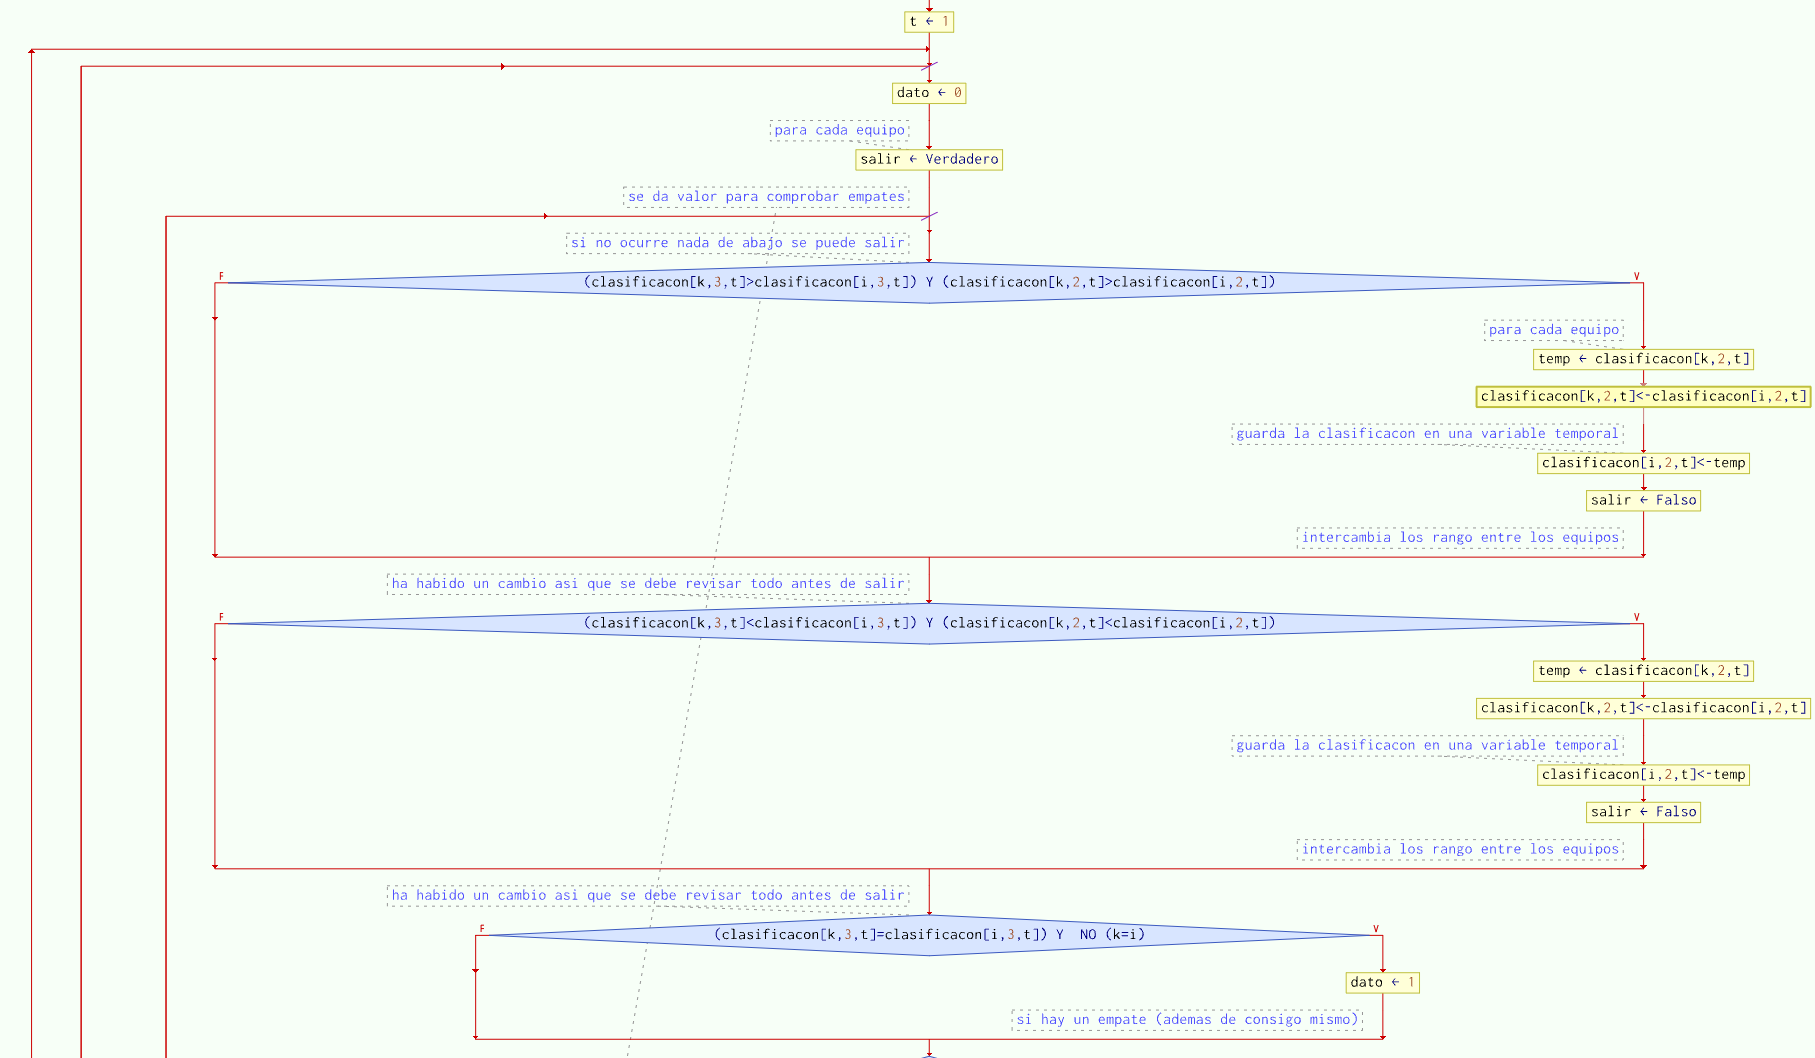 t ← 1
dato ← 0
para cada equipo
salir ← Verdadero
se da valor para comprobar empates
si no ocurre nada de abajo se puede salir
F
(clasificacon[k,3,t]>clasificacon[i,3,t]) Y (clasificacon[k,2,t]>clasificacon[i,2,t])
V
para cada equipo
temp ← clasificacon[k,2,t]
clasificacon[k,2,t]<-clasificacon[i,2,t]
guarda la clasificacon en una variable temporal
clasificacon[i,2,t]<-temp
salir ← Falso
intercambia los rango entre los equipos
ha habido un cambio asi que se debe revisar todo antes de salir
F
(clasificacon[k,3,t]<clasificacon[i,3,t]) Y (clasificacon[k,2,t]<clasificacon[i,2,t])
V
temp ← clasificacon[k,2,t]
clasificacon[k,2,t]<-clasificacon[i,2,t]
guarda la clasificacon en una variable temporal
clasificacon[i,2,t]<-temp
salir ← Falso
intercambia los rango entre los equipos
ha habido un cambio asi que se debe revisar todo antes de salir
F
(clasificacon[k,3,t]=clasificacon[i,3,t]) Y  NO (k=i)
V
dato ← 1
si hay un empate (ademas de consigo mismo)